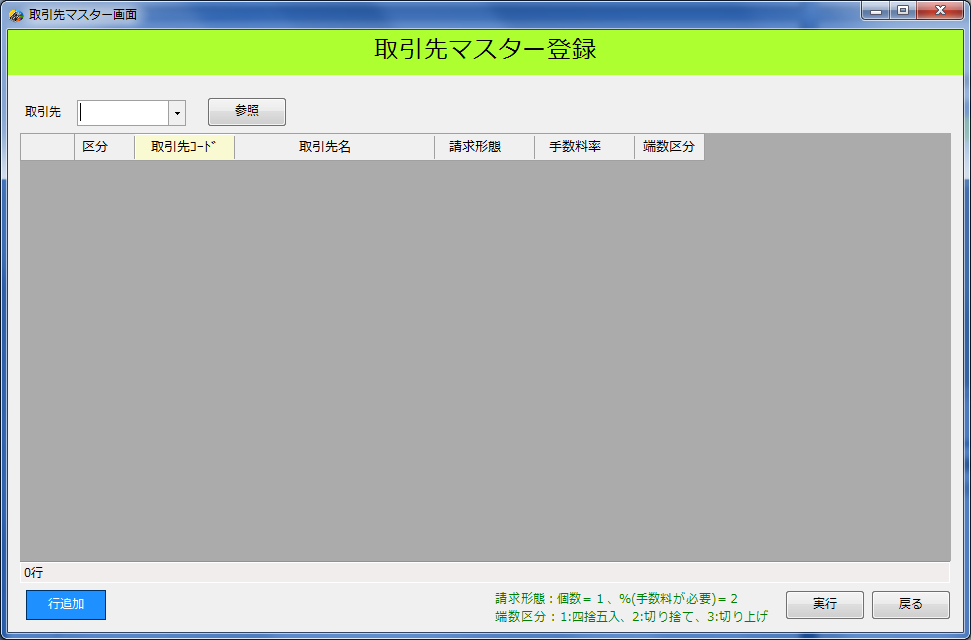 取引先マスター画面
取引先マスター登録
取引先 参照
区分 取引先ｺｰﾄﾞ 取引先名 請求形態 手数料率 端数区分
0行
行追加
請求形態：個数= 1 、%(手数料が必要)= 2
端数区分：1:四捨五入、2:切り捨て、3:切り上げ
実行 戻る